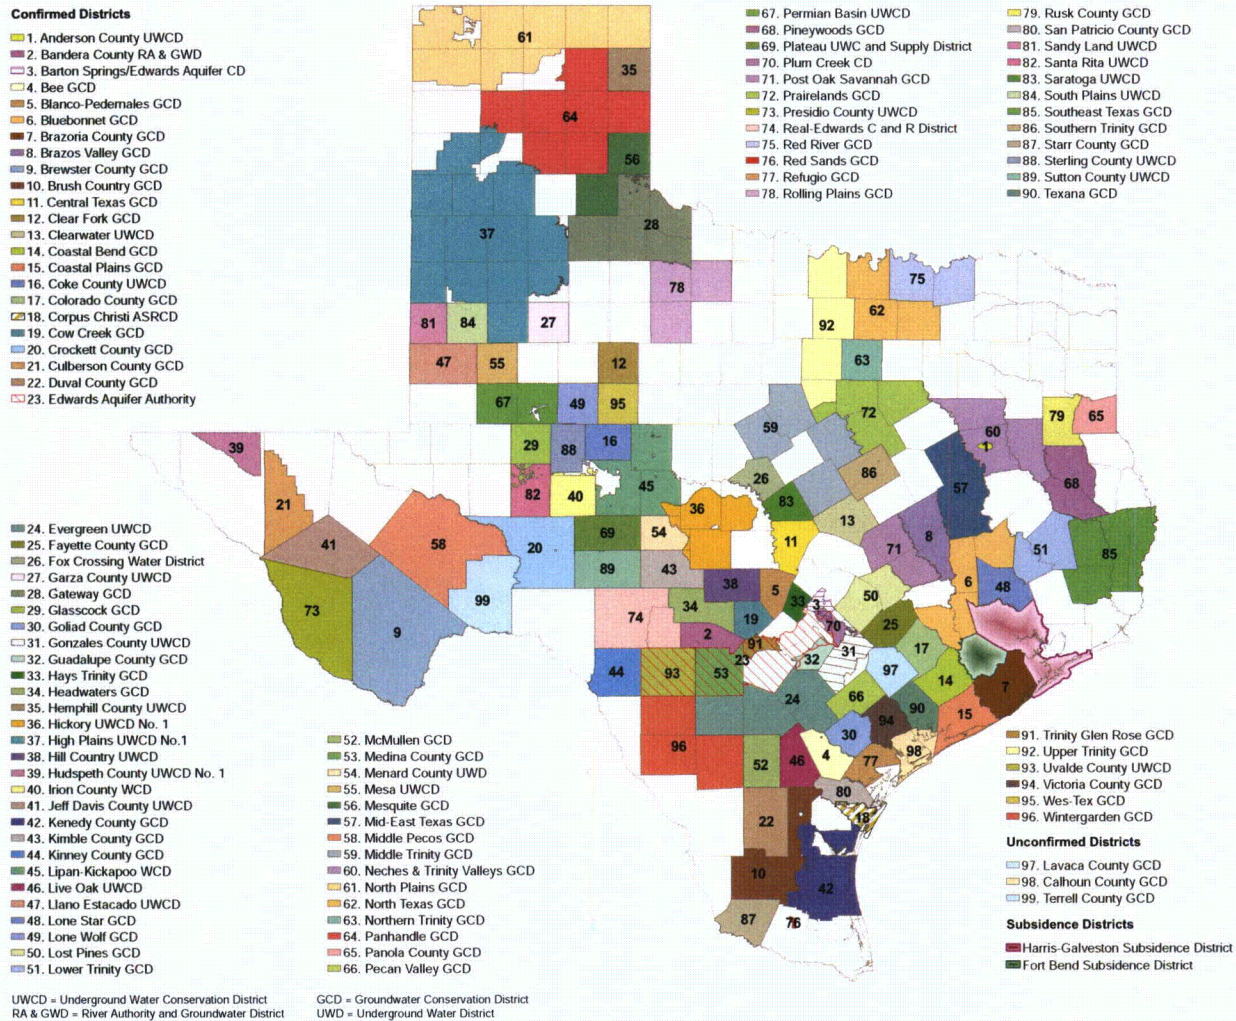 Confirmed Districts
1. Anderson County UWCD
2. Bandera County RA & GWD
3. Barton Springs/Edwards Aquifer CD
4. Bee GCD
5. Blanco-Pedernales GCD
6. Bluebonnet GCD
7. Brazoria County GCD
8. Brazos Valley GCD
9. Brewster County GCD
10. Brush Country GCD
11. Central Texas GCD
12. Clear Fork GCD
13. Clearwater UWCD
14. Coastal Bend GCD
15. Coastal Plains GCD
16. Coke County UWCD
17. Colorado County GCD
18. Corpus Christi ASRCD
19. Cow Creek GCD
20. Crockett County GCD
21. Culberson County GCD
22. Duval County GCD
23. Edwards Aquifer Authority
24. Evergreen UWCD
25. Fayette County GCD
26. Fox Crossing Water District
27. Garza County UWCD
28. Gateway GCD
29. Glasscock GCD
30. Goliad County GCD
31. Gonzales County UWCD
32. Guadalupe County GCD
33. Hays Trinity GCD
34. Headwaters GCD
35. Hemphill County UWCD
36. Hickory UWCD No. 1
37. High Plains UWCD No.1
38. Hill Country UWCD
39. Hudspeth County UWCD No. 1
40. Irion County WCD
41. Jeff Davis County UWCD
42. Kenedy County GCD
43. Kimble County GCD
44. Kinney County GCD
45. Lipan-Kickapoo WCD
46. Live Oak UWCD
47. Llano Estacado UWCD
48. Lone Star GCD
49. Lone Wolf GCD
50. Lost Pines GCD
51. Lower Trinity GCD
52. McMullen GCD
53. Medina County GCD
54. Menard County UWD
55. Mesa UWCD
56. Mesquite GCD
57. Mid-East Texas GCD
58. Middle Pecos GCD
59. Middle Trinity GCD
60. Neches & Trinity Valleys GCD
61. North Plains GCD
62. North Texas GCD
63. Northern Trinity GCD
64. Panhandle GCD
65. Panola County GCD
66. Pecan Valley GCD
67. Permian Basin UWCD
68. Pineywoods GCD
69. Plateau UWC and Supply District
70. Plum Creek CD
71. Post Oak Savannah GCD
72. Prairelands GCD
73. Presidio County UWCD
74. Real-Edwards C and R District
75. Red River GCD
76. Red Sands GCD
77. Refugio GCD
78. Rolling Plains GCD
79. Rusk County GCD
80. San Patricio County GCD
81. Sandy Land UWCD
82. Santa Rita UWCD
83. Saratoga UWCD
84. South Plains UWCD
85. Southeast Texas GCD
86. Southern Trinity GCD
87. Starr County GCD
88. Sterling County UWCD
89. Sutton County UWCD
90. Texana GCD
91. Trinity Glen Rose GCD
92. Upper Trinity GCD
93. Uvalde County UWCD
94. Victoria County GCD
95. Wes-Tex GCD
96. Wintergarden GCD
Unconfirmed Districts
97. Lavaca County GCD
98. Calhoun County GCD
99. Terrell County GCD
Subsidence Districts
Harris-Galveston Subsidence District
Fort Bend Subsidence District
61
35
64
56
37
28
78
81
84
27
75
62
92
63
47
55
12
67
49
95
72
79
65
59
60
1
39
29
88
16
86
68
82
40
45
26
57
21
36
83
13
41
58
20
69
54
11
71
8
51
85
89
43
73
99
38
5
33
3
50
6
48
9
74
34
19
70
25
2
91
31
17
44
93
53
23
32
97
14
7
24
66
90
15
94
30
98
96
52
46
4
77
80
22
18
10
42
87
76
UWCD = Underground Water Conservation District
RA & GWD = River Authority and Groundwater District
GCD = Groundwater Conservation District
UWD = Underground Water District